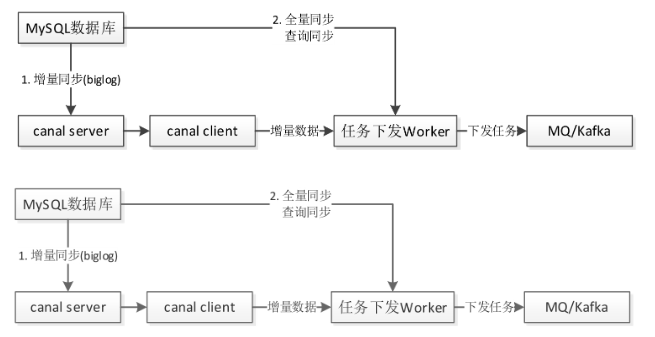 MySQL数据库
2. 全量同步
查询同步
1. 增量同步(biglog)
canal server
canal client
增量数据
任务下发Worker
下发任务
MQ/Kafka
MySQL数据库
2. 全量同步
查询同步
1. 增量同步(biglog)
canal server
canal client
增量数据
任务下发Worker
下发任务
MQ/Kafka